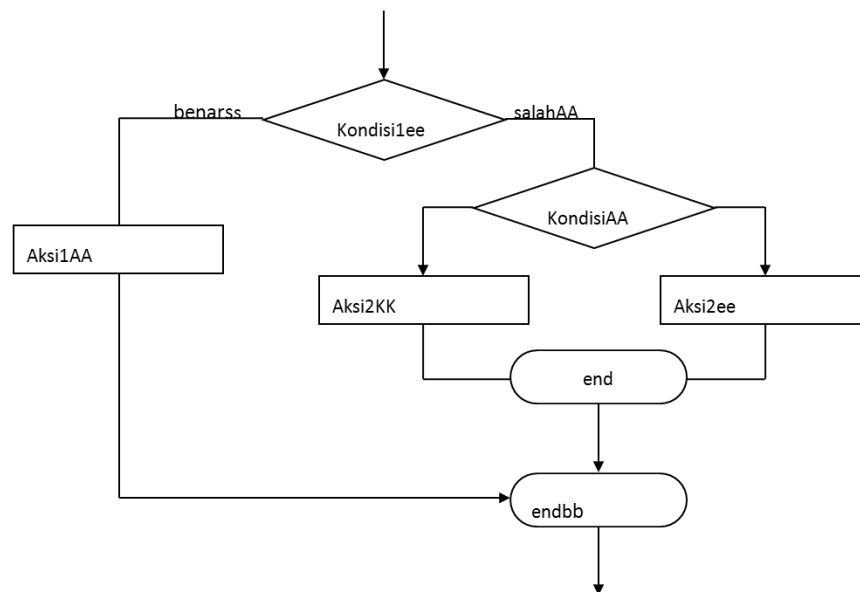 benarss
salahAA
Kondisi1ee
KondisiAA
Aksi1AA
Aksi2KK
Aksi2ee
end
endbb